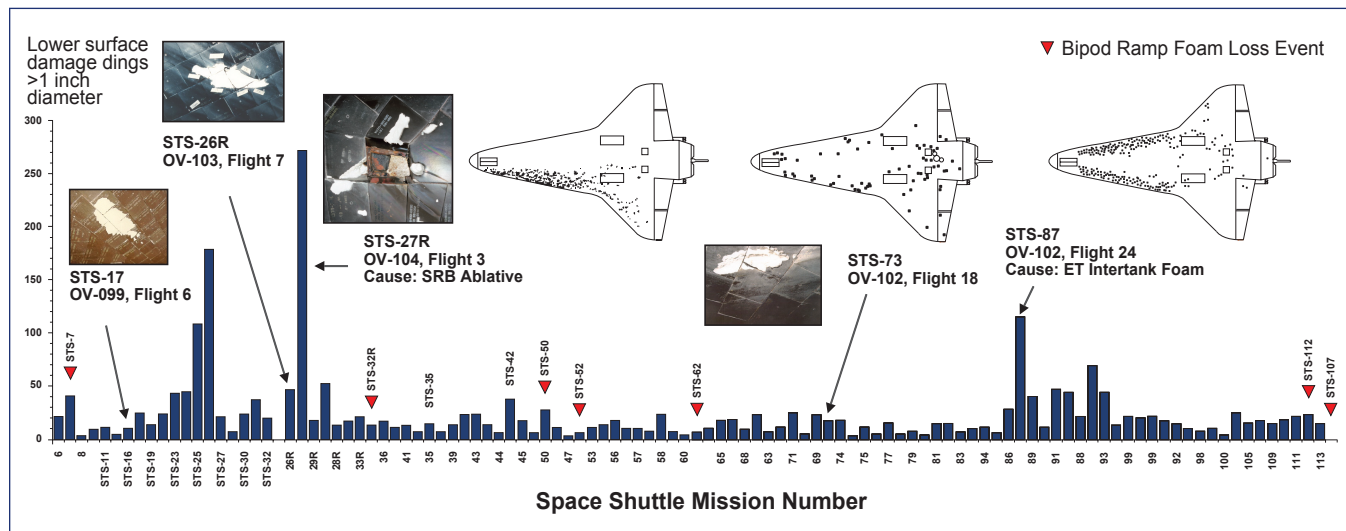 Lower surface
damage dings
>1 inch
diameter
Bipod Ramp Foam Loss Event
STS-26R
OV-103, Flight 7
STS-17
OV-099, Flight 6
STS-27R
OV-104, Flight 3
Cause: SRB Ablative
STS-73
OV-102, Flight 18
STS-87
OV-102, Flight 24
Cause: ET Intertank Foam
300
250
200
150
100
50
0
STS-7
STS-32R
STS-35
STS-42
STS-50
STS-52
STS-62
STS-112
STS-107
6
8
STS-11
STS-16
STS-19
STS-23
STS-25
STS-27
STS-30
STS-32
26R
29R
28R
33R
36
41
35
43
44
45
50
47
53
56
58
60
65
68
63
71
69
74
75
77
79
81
83
94
86
89
91
88
93
99
92
92
98
100
105
109
111
113
Space Shuttle Mission Number